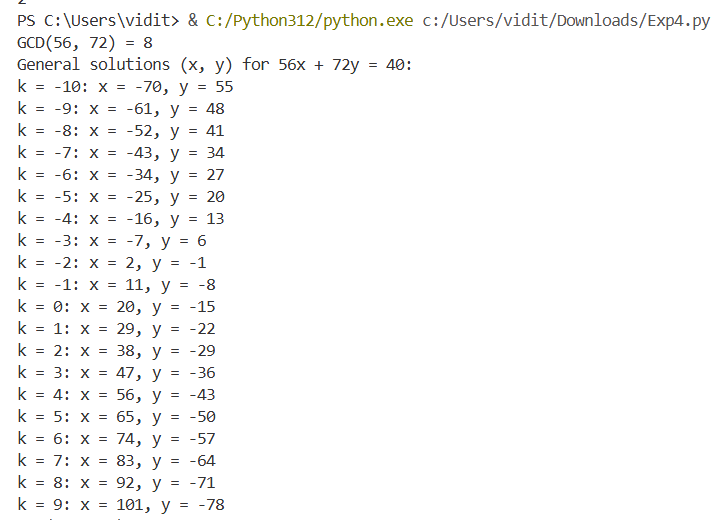 PS C:\Users\vidit> & C:/Python312/python.exe c:/Users/vidit/Downloads/Exp4.py
GCD(56, 72) = 8
General solutions (x, y) for 56x + 72y = 40:
k = -10: x = -70, y = 55
k = -9: x = -61, y = 48
k = -8: x = -52, y = 41
k = -7: x = -43, y = 34
k = -6: x = -34, y = 27
k = -5: x = -25, y = 20
k = -4: x = -16, y = 13
k = -3: x = -7, y = 6
k = -2: x = 2, y = -1
k = -1: x = 11, y = -8
k = 0: x = 20, y = -15
k = 1: x = 29, y = -22
k = 2: x = 38, y = -29
k = 3: x = 47, y = -36
k = 4: x = 56, y = -43
k = 5: x = 65, y = -50
k = 6: x = 74, y = -57
k = 7: x = 83, y = -64
k = 8: x = 92, y = -71
k = 9: x = 101, y = -78